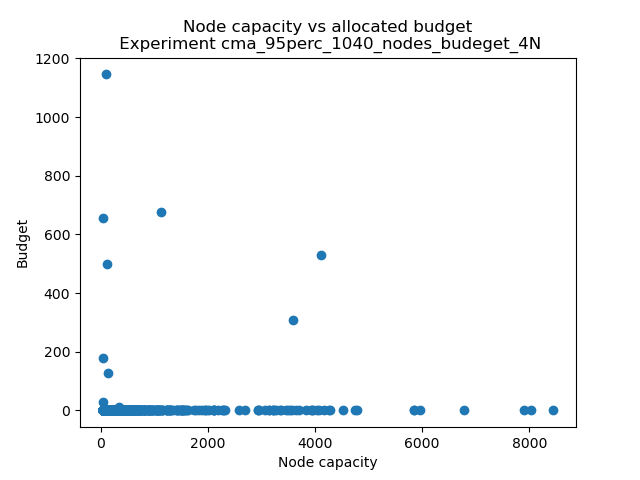 Node capacity vs allocated budget
Experiment cma_95perc_1040_nodes_budeget_4N
1200
1000
800
600
400
200
0
Budget
0 2000 4000 6000 8000
Node capacity